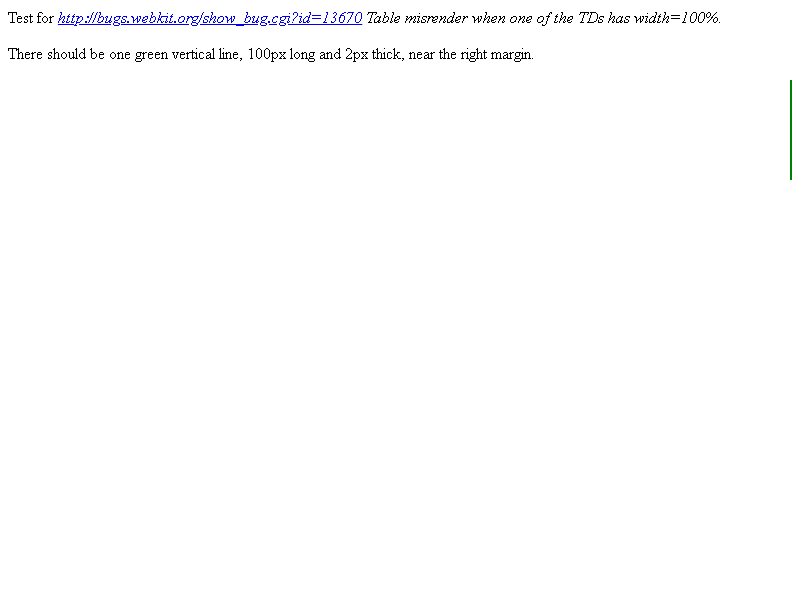 Test for http://bugs.webkit.org/show_bug.cgi?id=13670 Table misrender when one of the TDs has width=100%.
There should be one green vertical line, 100px long and 2px thick, near the right margin.